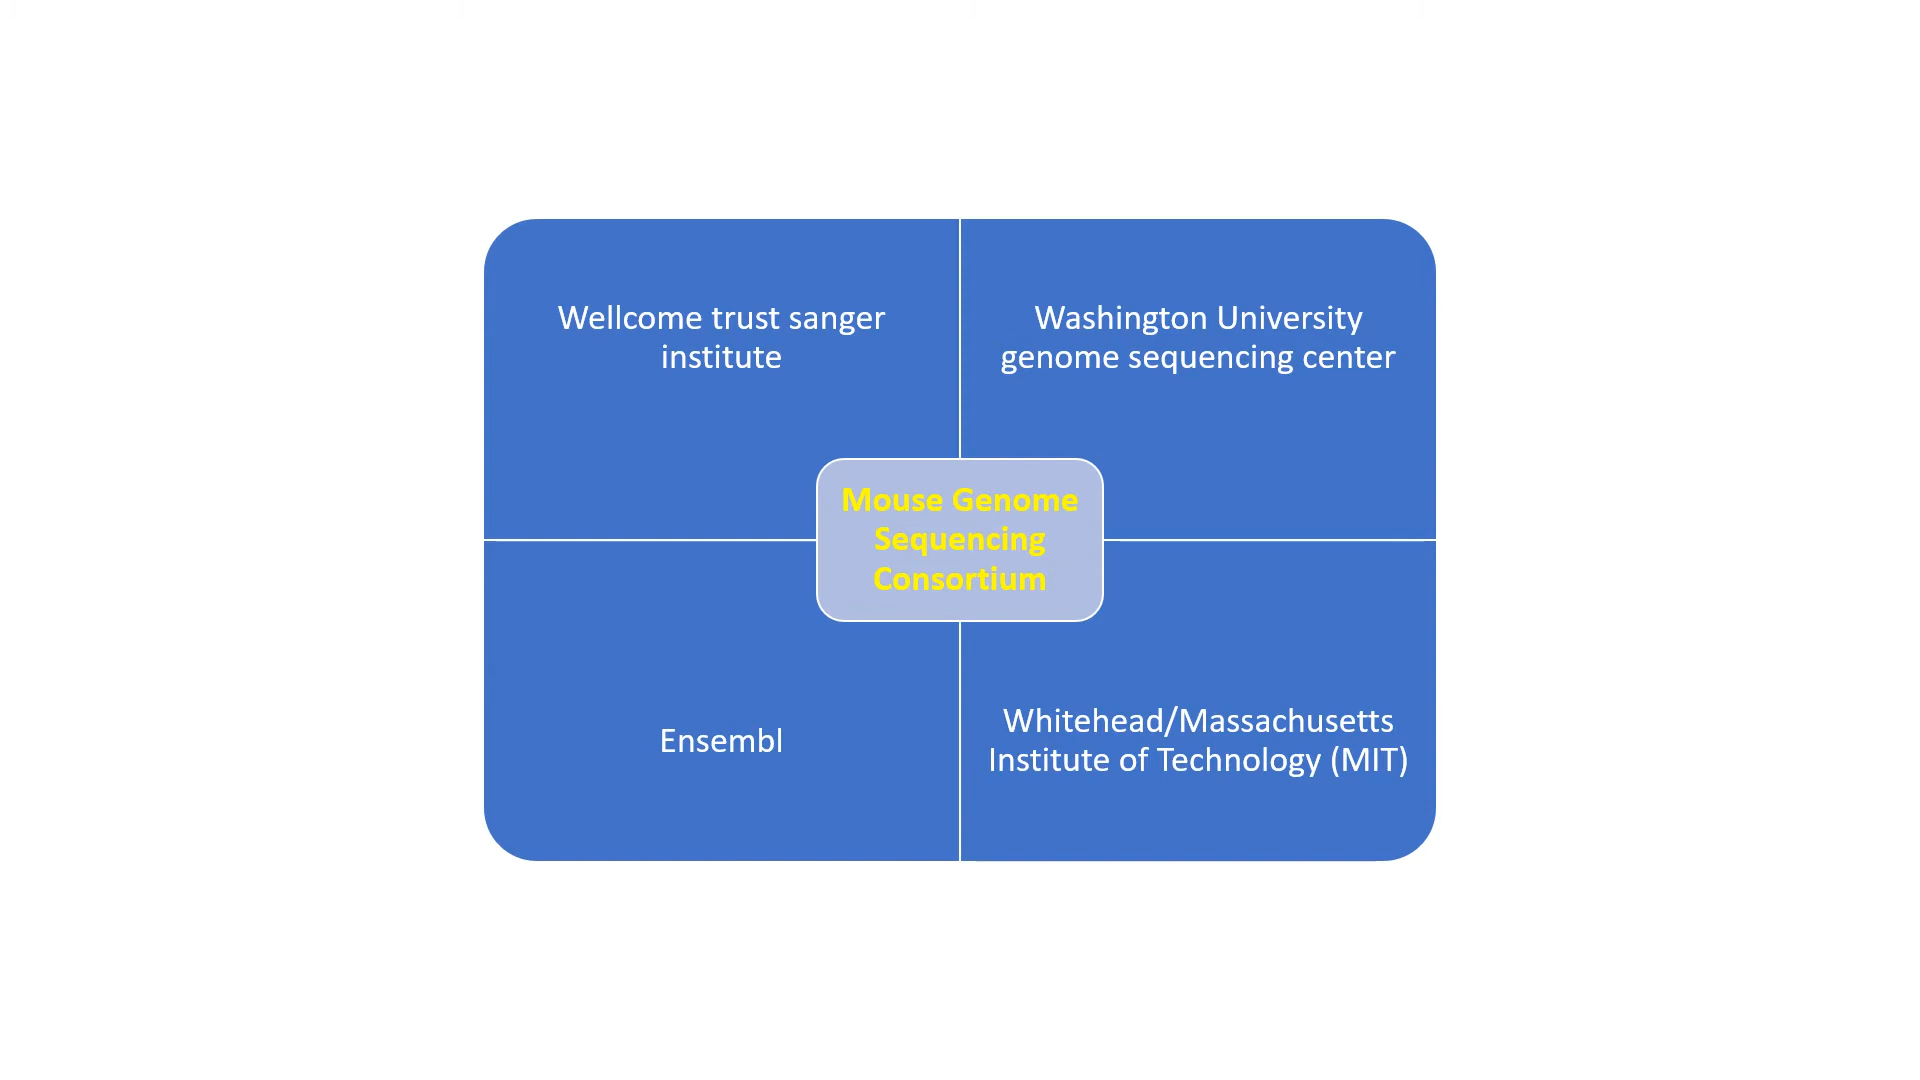 Wellcome trust sanger
institute
Washington University
genome sequencing center
Mouse Genome
Sequencing
Consortium
Ensembl
Whitehead/Massachusetts
Institute of Technology (MIT)